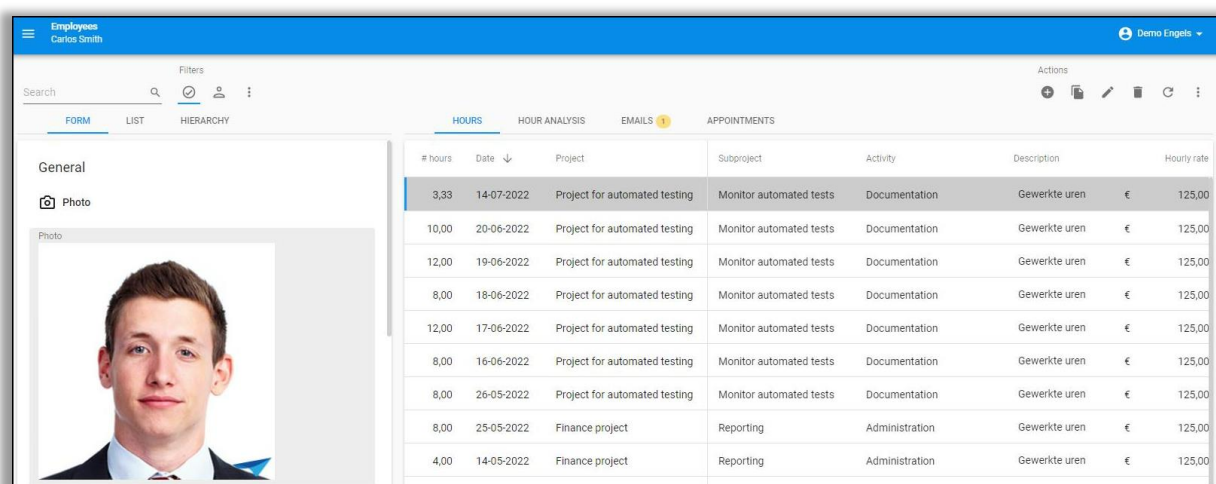 Employees
Carlos Smith
Demo Engels
Filters
Actions
Search
FORM LIST HIERARCHY
HOURS HOUR ANALYSIS EMAILS 1 APPOINTMENTS
General
Photo
Photo
# hours Date Project Subproject Activity Description Hourly rate
3,33 14-07-2022 Project for automated testing Monitor automated tests Documentation Gewerkte uren € 125,00
10,00 20-06-2022 Project for automated testing Monitor automated tests Documentation Gewerkte uren € 125,00
12,00 19-06-2022 Project for automated testing Monitor automated tests Documentation Gewerkte uren € 125,00
8,00 18-06-2022 Project for automated testing Monitor automated tests Documentation Gewerkte uren € 125,00
12,00 17-06-2022 Project for automated testing Monitor automated tests Documentation Gewerkte uren € 125,00
8,00 16-06-2022 Project for automated testing Monitor automated tests Documentation Gewerkte uren € 125,00
8,00 26-05-2022 Project for automated testing Monitor automated tests Documentation Gewerkte uren € 125,00
8,00 25-05-2022 Finance project Reporting Administration Gewerkte uren € 125,00
4,00 14-05-2022 Finance project Reporting Administration Gewerkte uren € 125,00